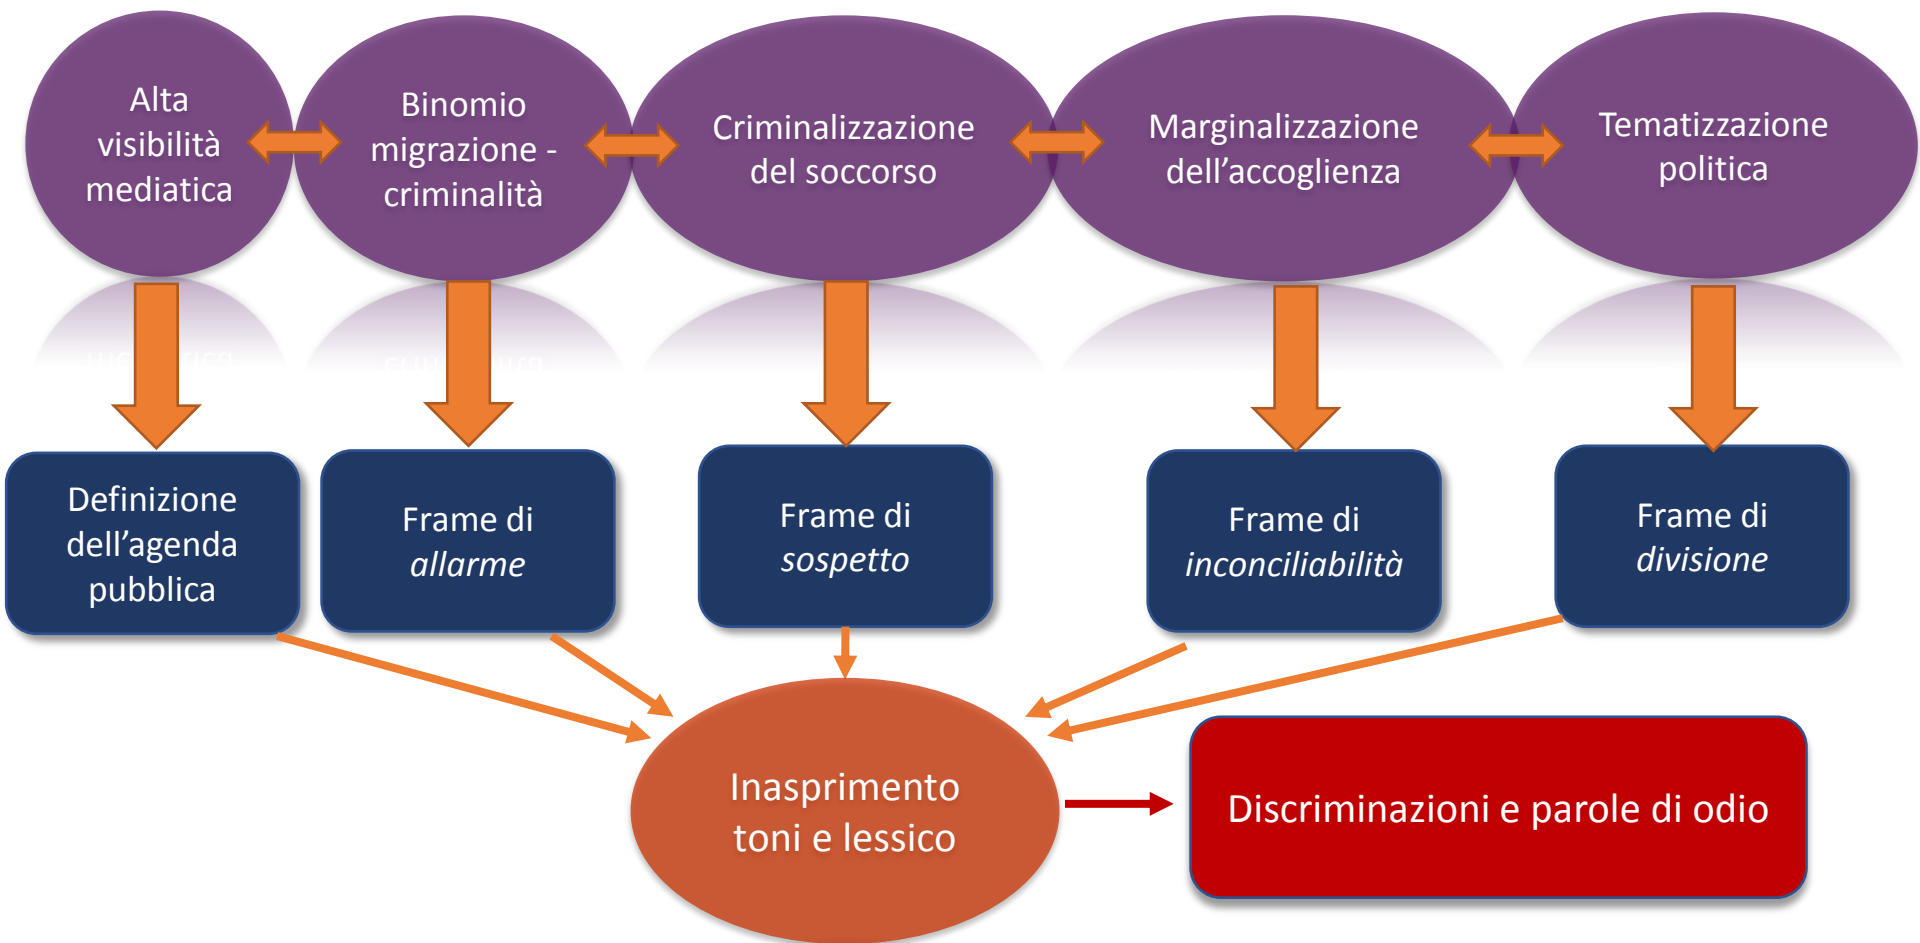 Alta
visibilità
mediatica
Binomio
migrazione -
criminalità
Criminalizzazione
del soccorso
Marginalizzazione
dell’accoglienza
Tematizzazione
politica
Definizione
dell’agenda
pubblica
Frame di
allarme
Frame di
sospetto
Frame di
inconciliabilità
Frame di
divisione
Inasprimento
toni e lessico
Discriminazioni e parole di odio